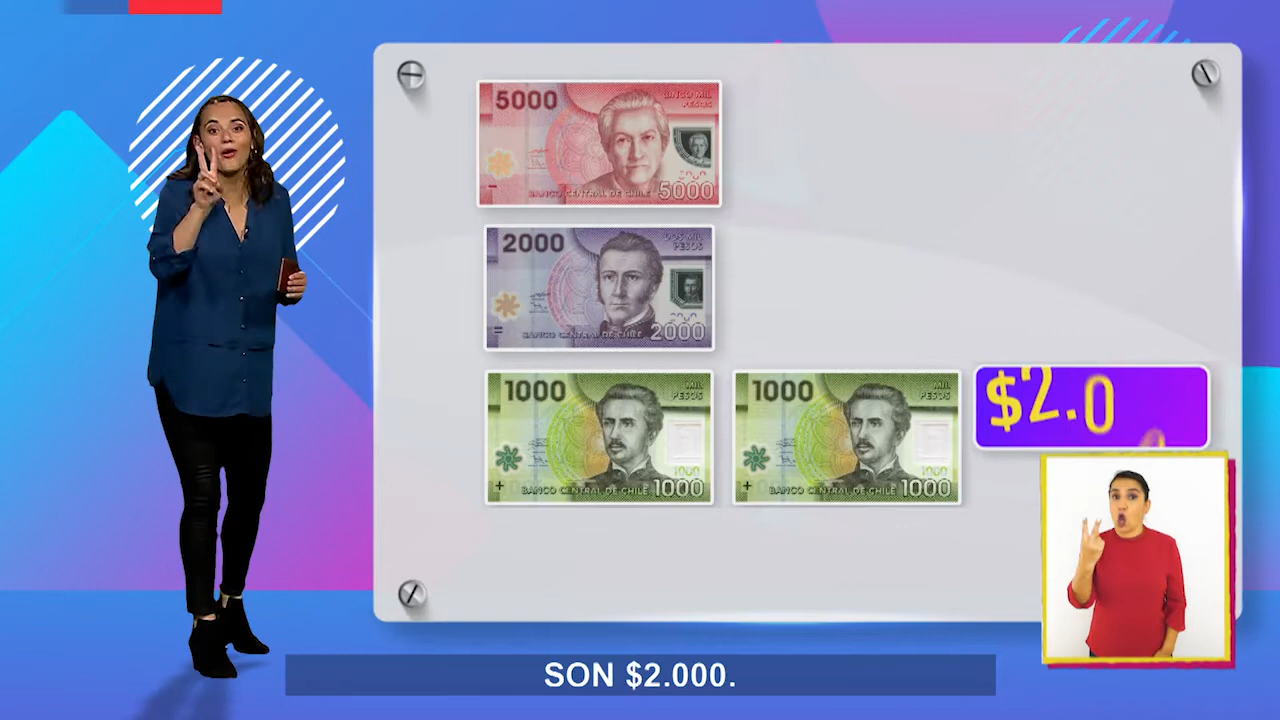 5000
CINCO MIL
PESOS
BANCO CENTRAL DE CHILE 5000
2000
DOS MIL
PESOS
BANCO CENTRAL DE CHILE 2000
1000
MIL
PESOS
1000
BANCO CENTRAL DE CHILE 1000
1000
MIL
PESOS
1000
BANCO CENTRAL DE CHILE 1000
$2.0
SON $2.000.